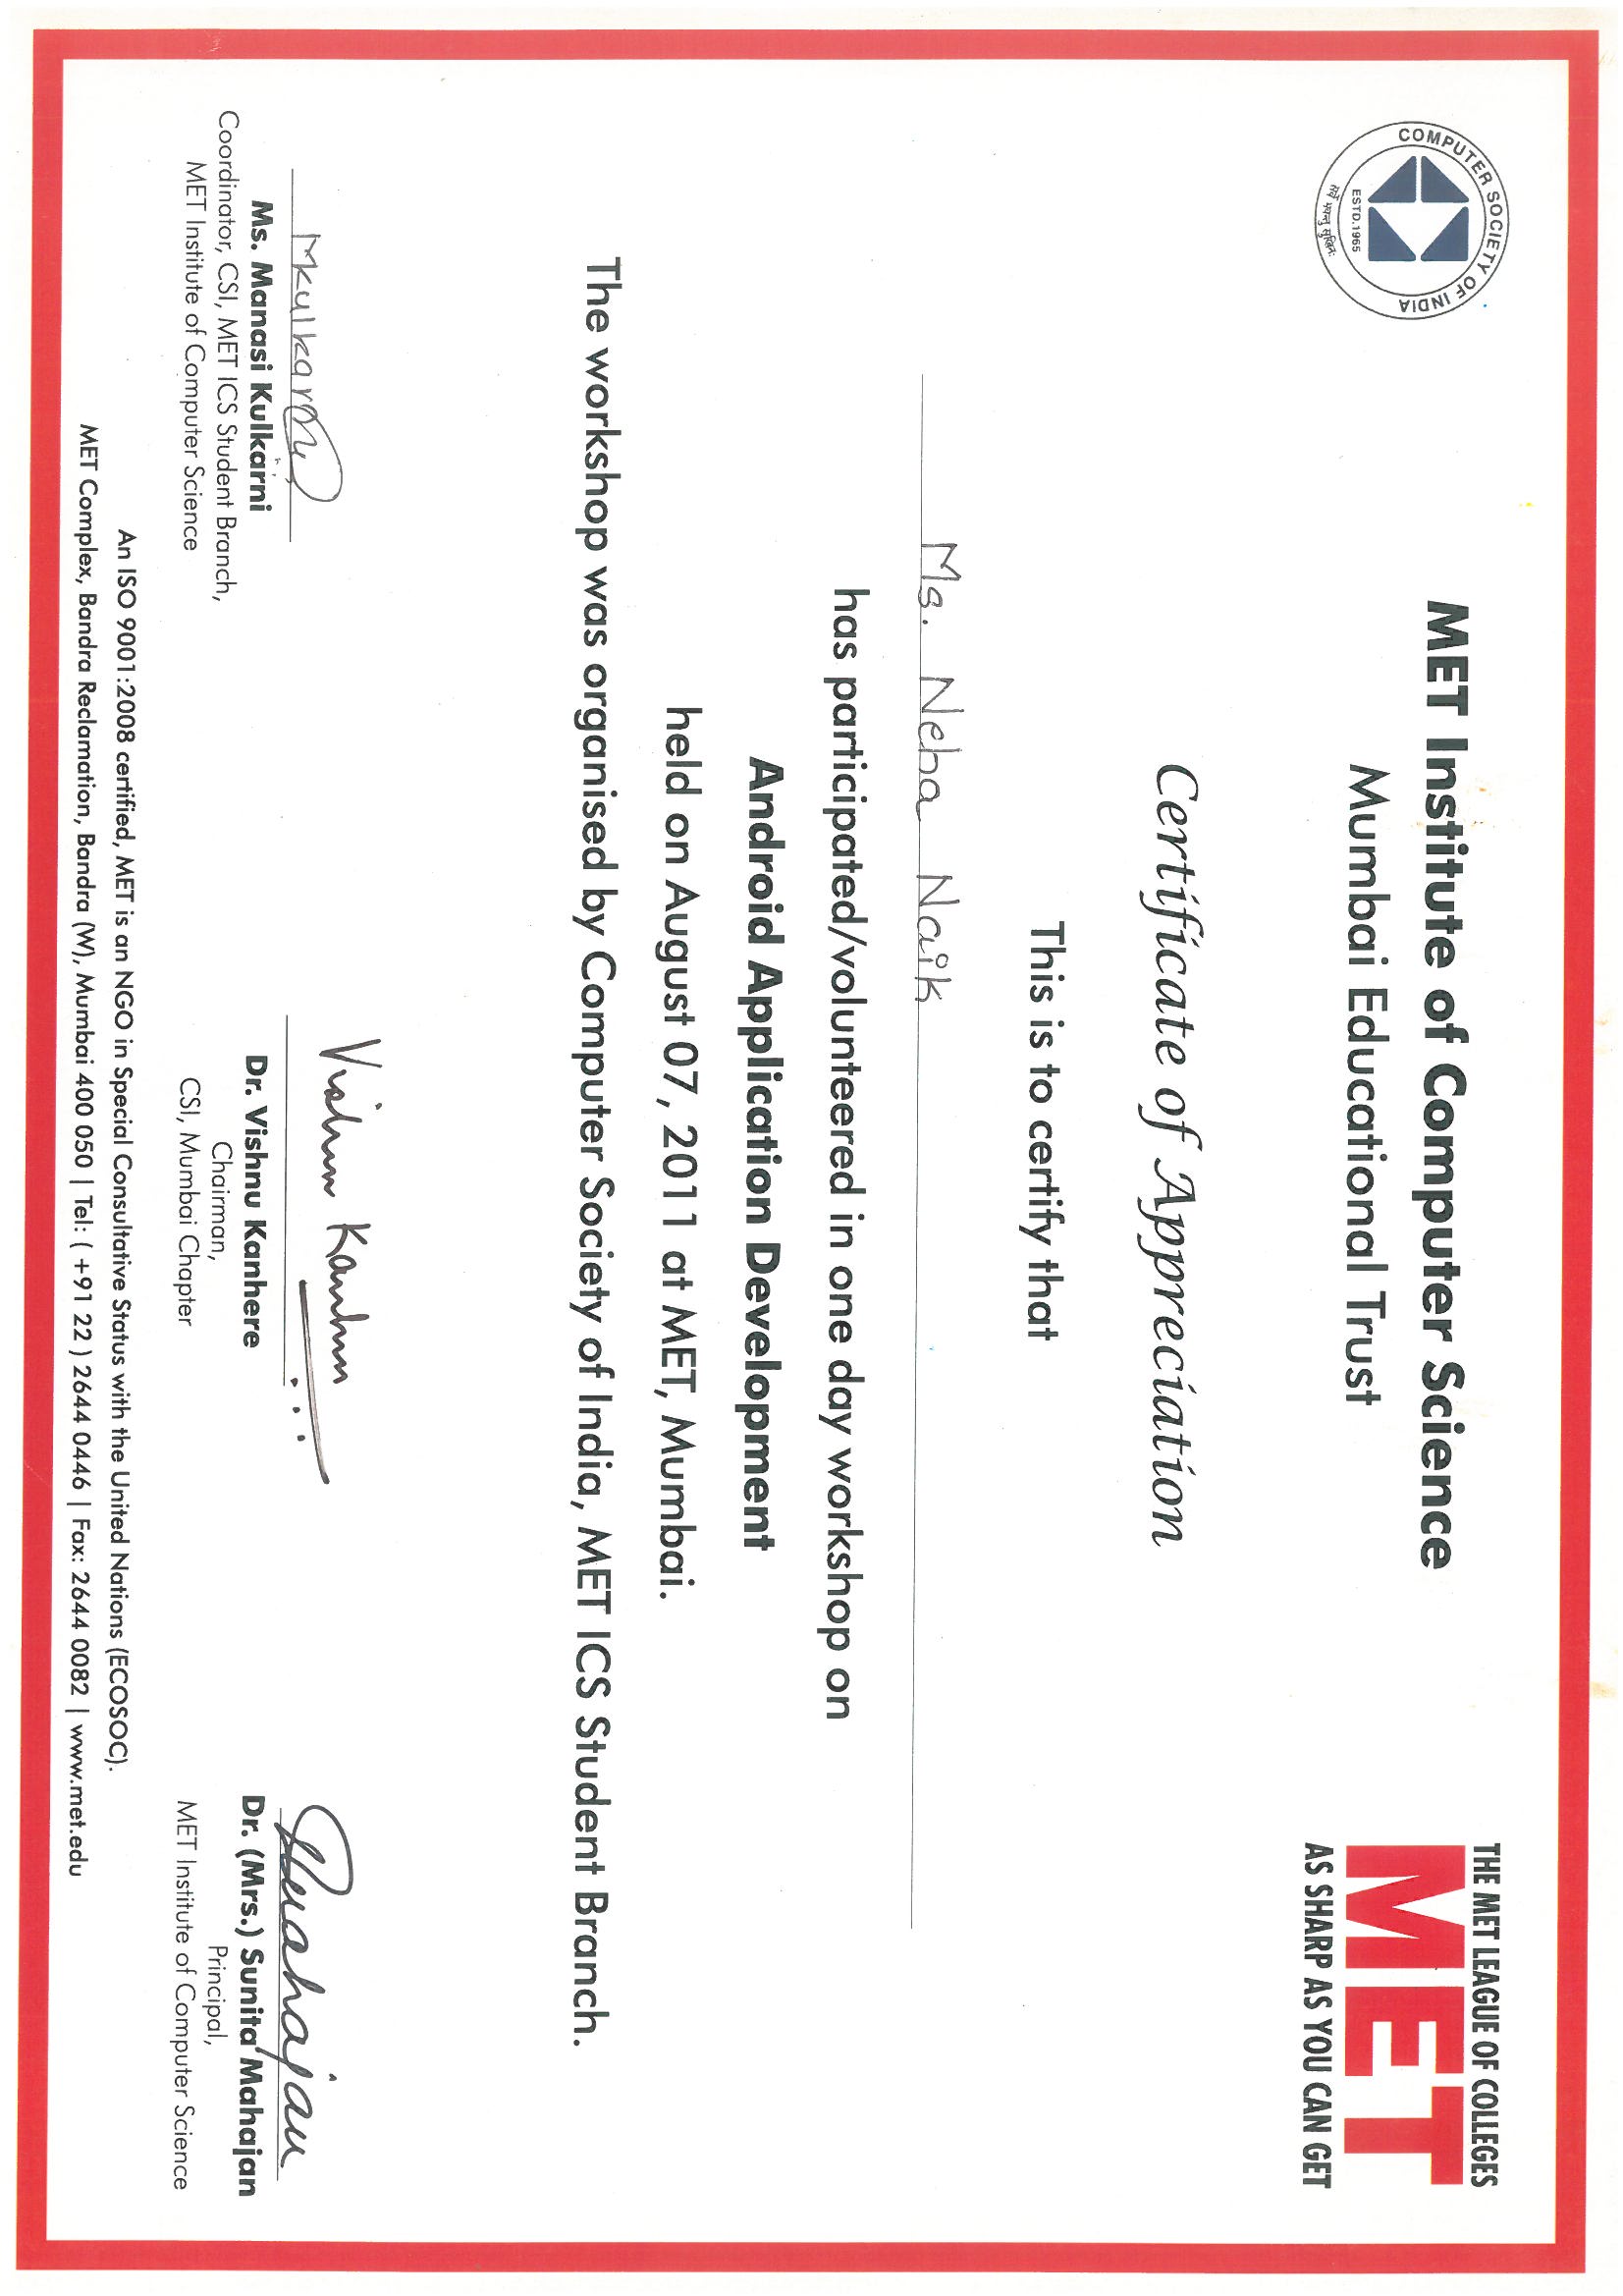 COMPUTER SOCIETY OF INDIA
ESTD.1965
MET Institute of Computer Science
Mumbai Educational Trust
THE MET LEAGUE OF COLLEGES
MET
AS SHARP AS YOU CAN GET
Certificate of Appreciation
This is to certify that
Ms. Neha Naik
has participated/volunteered in one day workshop on
Android Application Development
held on August 07, 2011 at MET, Mumbai.
The workshop was organised by Computer Society of India, MET ICS Student Branch.
MKulkarni
Ms. Manasi Kulkarni
Coordinator, CSI, MET ICS Student Branch,
MET Institute of Computer Science
Vishnu Kanhere
Dr. Vishnu Kanhere
Chairman,
CSI, Mumbai Chapter
Smahajan
Dr. (Mrs.) Sunita Mahajan
Principal,
MET Institute of Computer Science
An ISO 9001:2008 certified, MET is an NGO in Special Consultative Status with the United Nations (ECOSOC).
MET Complex, Bandra Reclamation, Bandra (W), Mumbai 400 050 | Tel: ( +91 22 ) 2644 0446 | Fax: 2644 0082 | www.met.edu